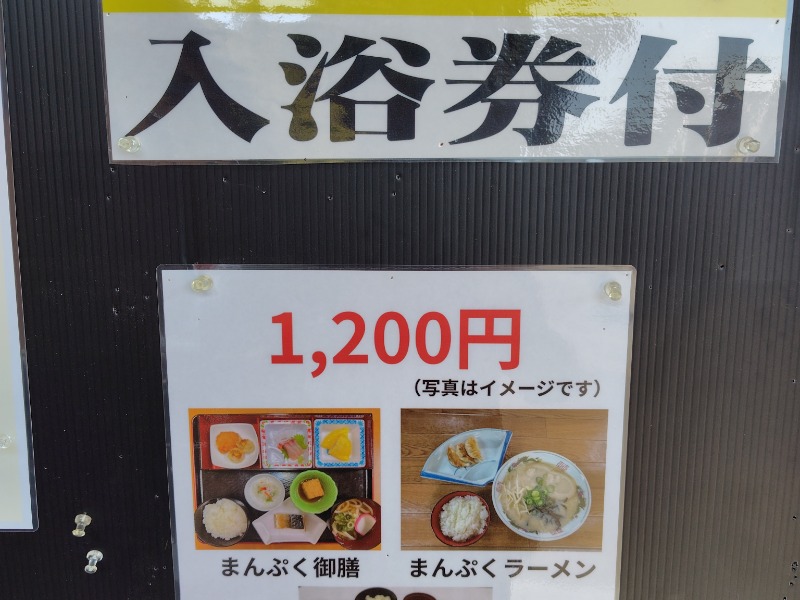 入浴券付
1,200円
(写真はイメージです)
まんぷく御膳
まんぷくラーメン